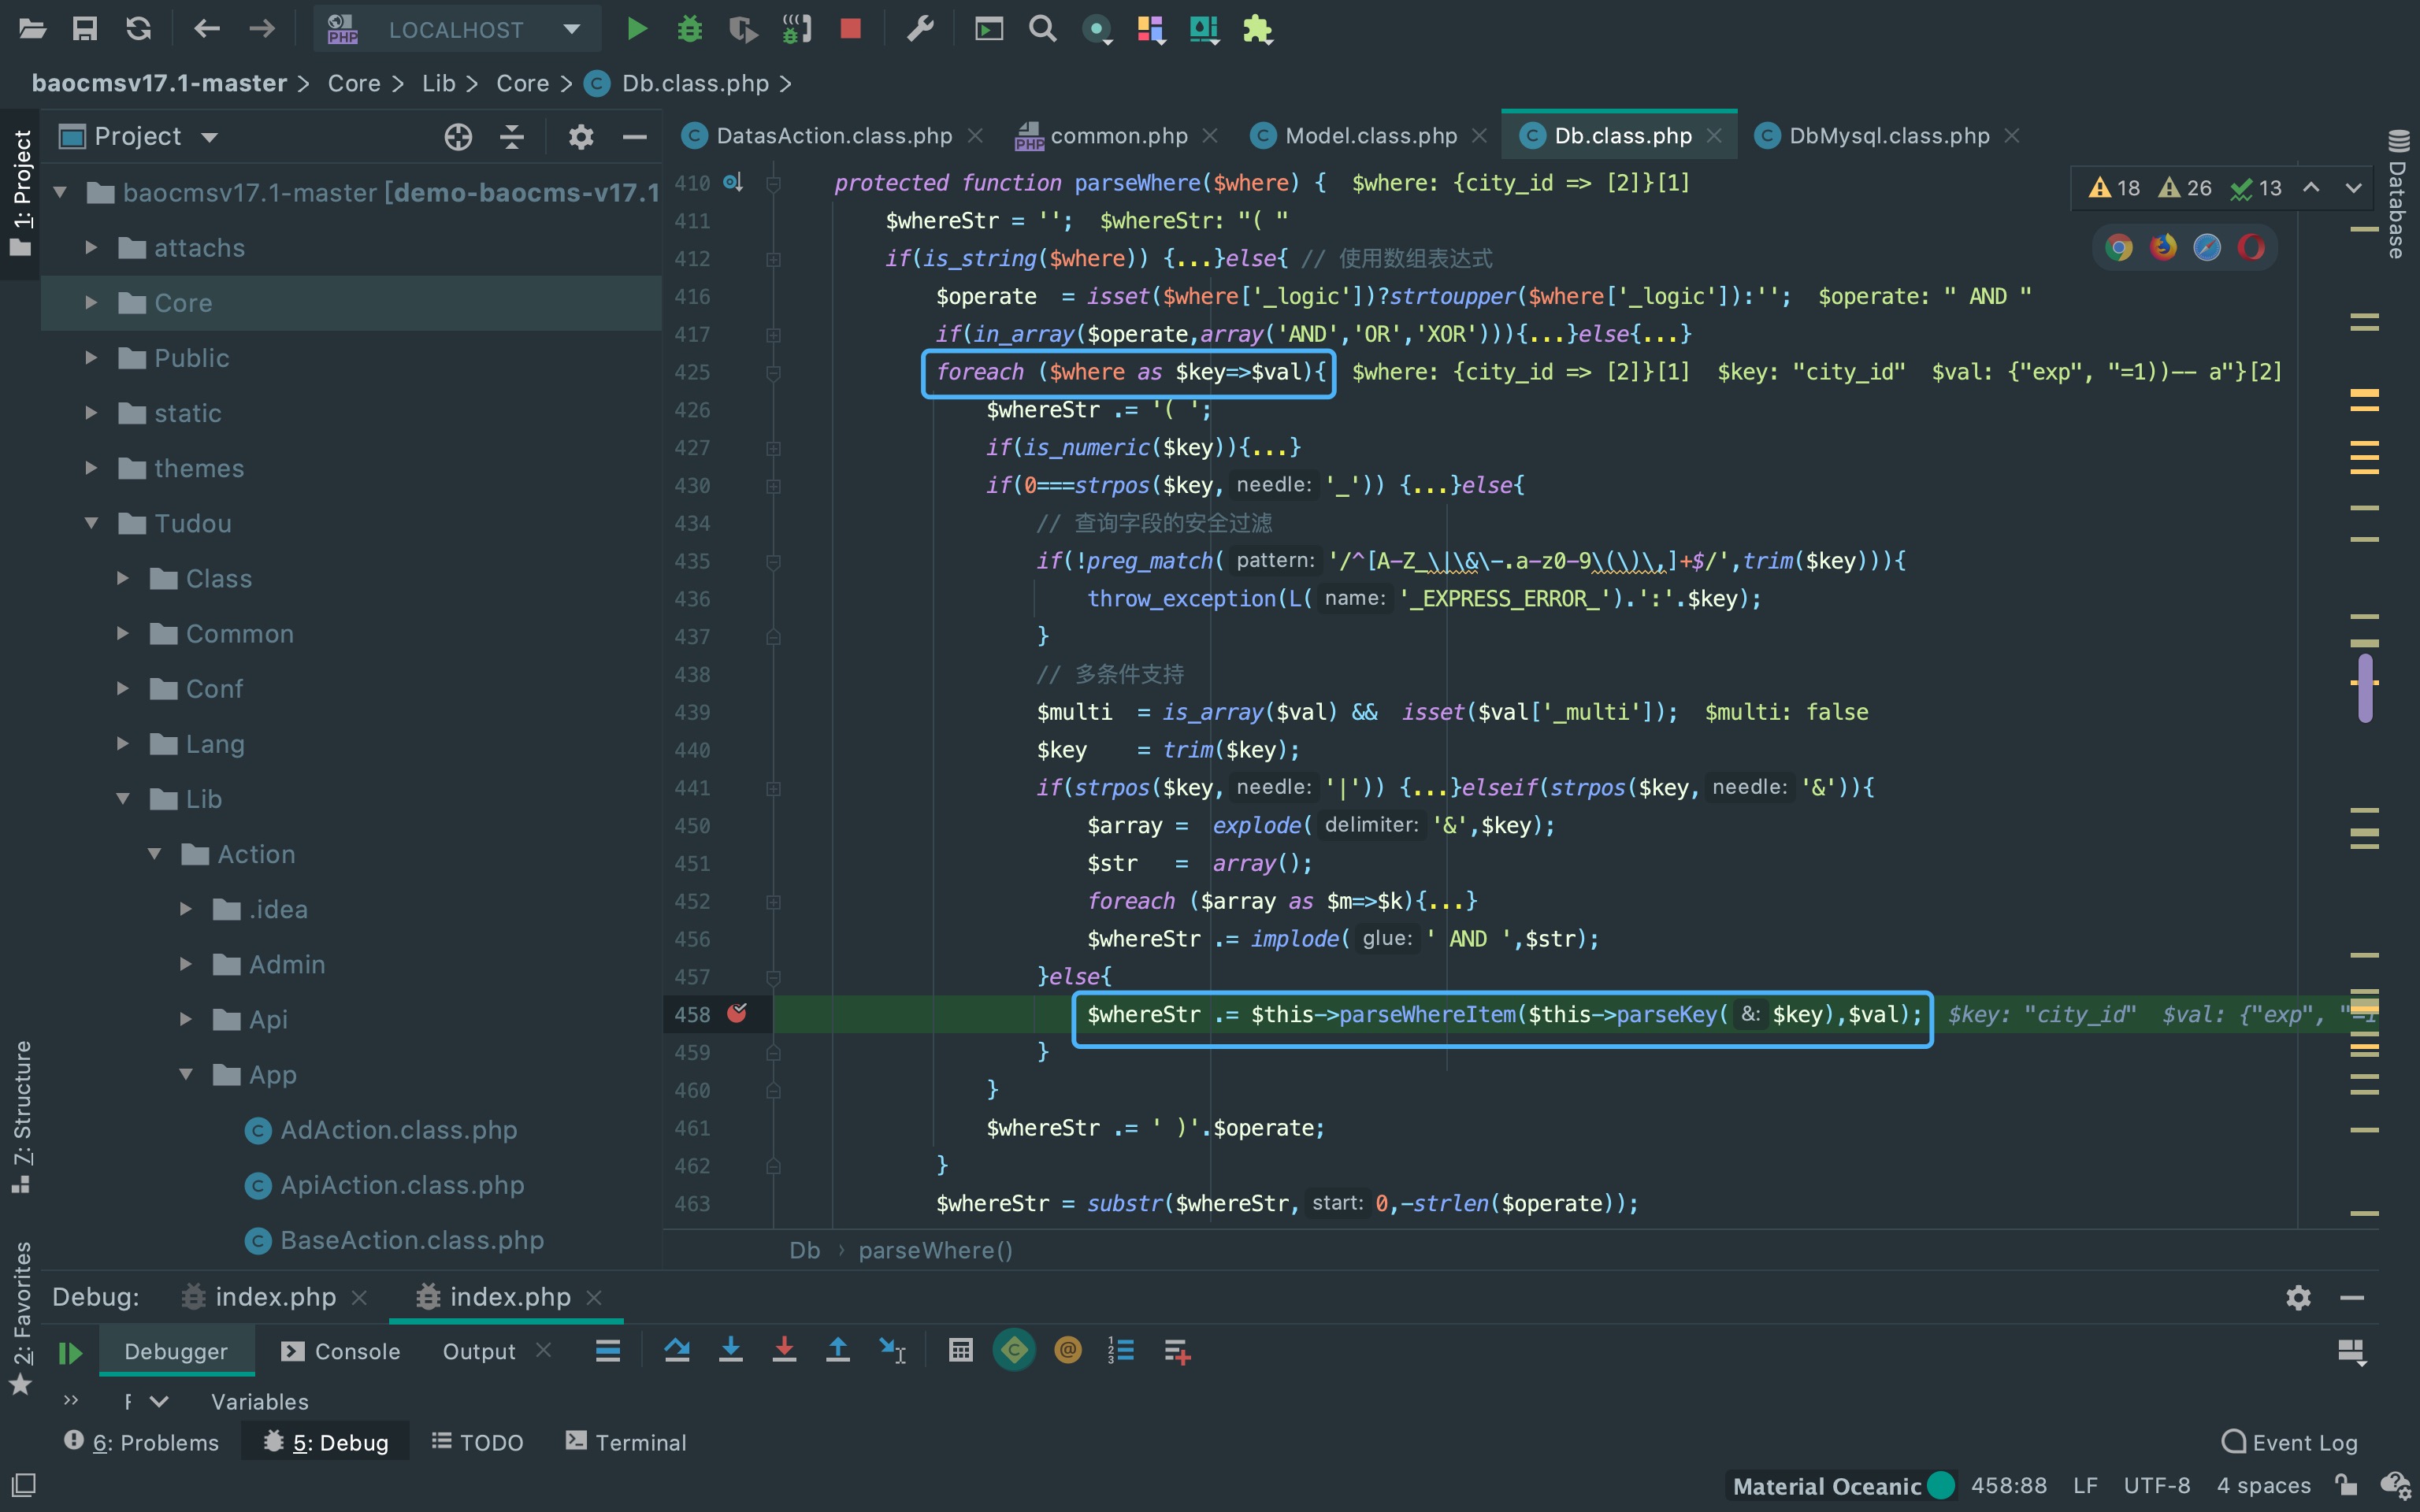 LOCALHOST
baocmsv17.1-master > Core > Lib > Core > Db.class.php >
1: Project
Project
DatasAction.class.php
common.php
Model.class.php
Db.class.php
DbMysql.class.php
Database
18 26 13
baocmsv17.1-master [demo-baocms-v17.1
attachs
Core
Public
static
themes
Tudou
Class
Common
Conf
Lang
Lib
Action
.idea
Admin
Api
App
AdAction.class.php
ApiAction.class.php
BaseAction.class.php
7: Structure
2: Favorites
410 protected function parseWhere($where) { $where: {city_id => [2]}[1]
411 $whereStr = ''; $whereStr: "( "
412 if(is_string($where)) {...}else{ // 使用数组表达式
416 $operate = isset($where['_logic'])?strtoupper($where['_logic']):''; $operate: " AND "
417 if(in_array($operate,array('AND','OR','XOR'))){...}else{...}
425 foreach ($where as $key=>$val){ $where: {city_id => [2]}[1] $key: "city_id" $val: {"exp", "=1))-- a"}[2]
426 $whereStr .= '( ';
427 if(is_numeric($key)){...}
430 if(0===strpos($key, needle: '_')) {...}else{
434 // 查询字段的安全过滤
435 if(!preg_match( pattern: '/^[A-Z_\|\&\-.a-z0-9\(\)\,]+$/',trim($key))){
436 throw_exception(L( name: '_EXPRESS_ERROR_').':'.$key);
437 }
438 // 多条件支持
439 $multi = is_array($val) && isset($val['_multi']); $multi: false
440 $key = trim($key);
441 if(strpos($key, needle: '|')) {...}elseif(strpos($key, needle: '&')){
450 $array = explode( delimiter: '&',$key);
451 $str = array();
452 foreach ($array as $m=>$k){...}
456 $whereStr .= implode( glue: ' AND ',$str);
457 }else{
458 $whereStr .= $this->parseWhereItem($this->parseKey( &: $key),$val); $key: "city_id" $val: {"exp", "=1
459 }
460 }
461 $whereStr .= ' )'.$operate;
462 }
463 $whereStr = substr($whereStr, start: 0,-strlen($operate));
Db › parseWhere()
Debug: index.php index.php
Debugger Console Output
F Variables
6: Problems 5: Debug TODO Terminal Event Log
Material Oceanic 458:88 LF UTF-8 4 spaces